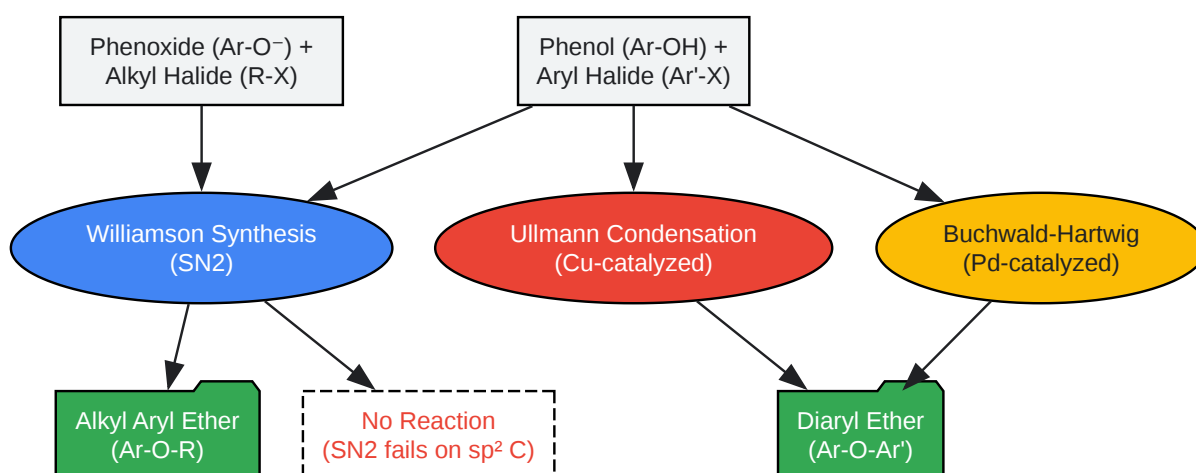 Phenoxide (Ar-O⁻) +
Alkyl Halide (R-X)
Phenol (Ar-OH) +
Aryl Halide (Ar'-X)
Williamson Synthesis
(SN2)
Ullmann Condensation
(Cu-catalyzed)
Buchwald-Hartwig
(Pd-catalyzed)
Alkyl Aryl Ether
(Ar-O-R)
No Reaction
(SN2 fails on sp² C)
Diaryl Ether
(Ar-O-Ar')